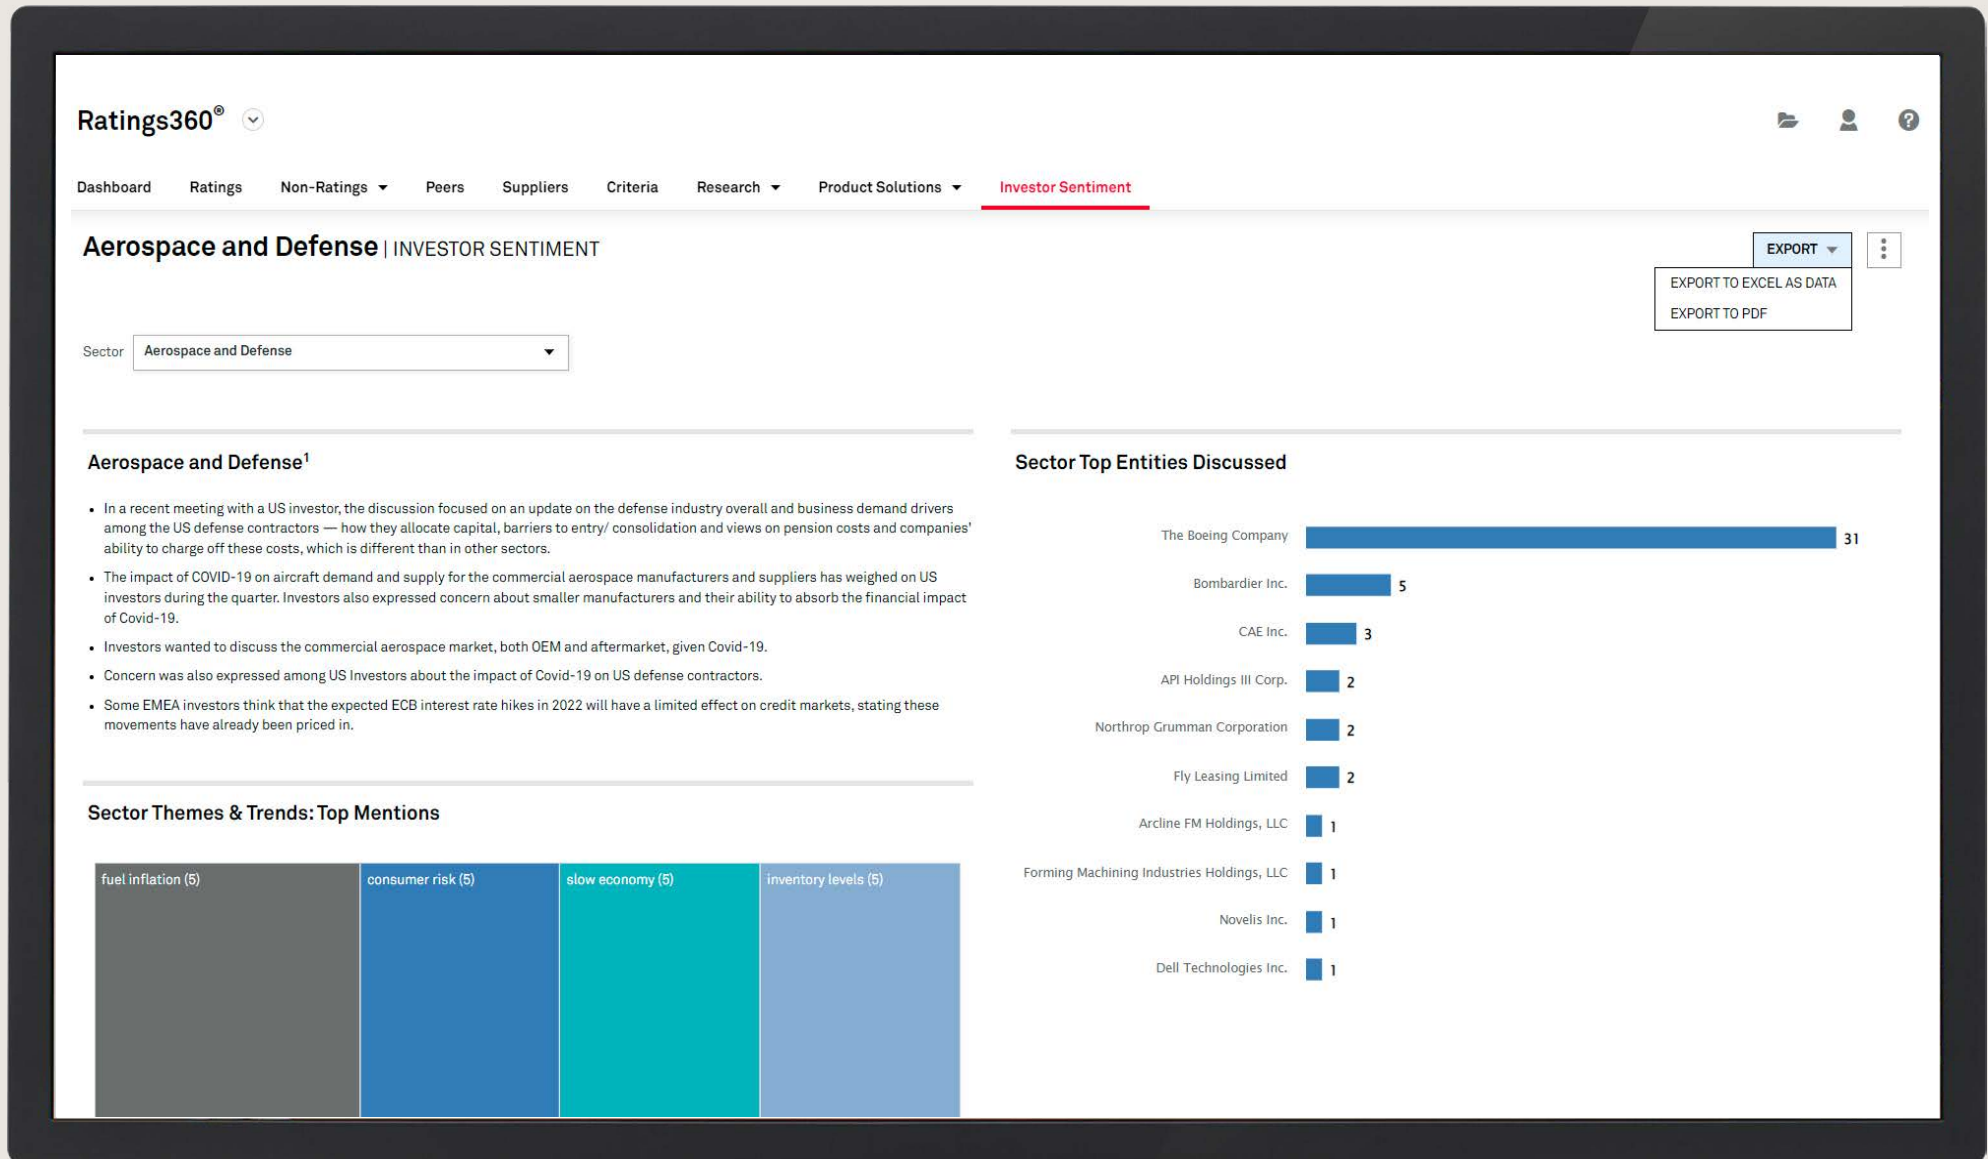 Ratings360®
Dashboard Ratings Non-Ratings Peers Suppliers Criteria Research Product Solutions Investor Sentiment
Aerospace and Defense | INVESTOR SENTIMENT
EXPORT
EXPORT TO EXCEL AS DATA
EXPORT TO PDF
Sector Aerospace and Defense
Aerospace and Defense¹
• In a recent meeting with a US investor, the discussion focused on an update on the defense industry overall and business demand drivers
among the US defense contractors — how they allocate capital, barriers to entry/ consolidation and views on pension costs and companies'
ability to charge off these costs, which is different than in other sectors.
• The impact of COVID-19 on aircraft demand and supply for the commercial aerospace manufacturers and suppliers has weighed on US
investors during the quarter. Investors also expressed concern about smaller manufacturers and their ability to absorb the financial impact
of Covid-19.
• Investors wanted to discuss the commercial aerospace market, both OEM and aftermarket, given Covid-19.
• Concern was also expressed among US Investors about the impact of Covid-19 on US defense contractors.
• Some EMEA investors think that the expected ECB interest rate hikes in 2022 will have a limited effect on credit markets, stating these
movements have already been priced in.
Sector Themes & Trends: Top Mentions
fuel inflation (5)
consumer risk (5)
slow economy (5)
inventory levels (5)
Sector Top Entities Discussed
The Boeing Company 31
Bombardier Inc. 5
CAE Inc. 3
API Holdings III Corp. 2
Northrop Grumman Corporation 2
Fly Leasing Limited 2
Arcline FM Holdings, LLC 1
Forming Machining Industries Holdings, LLC 1
Novelis Inc. 1
Dell Technologies Inc. 1